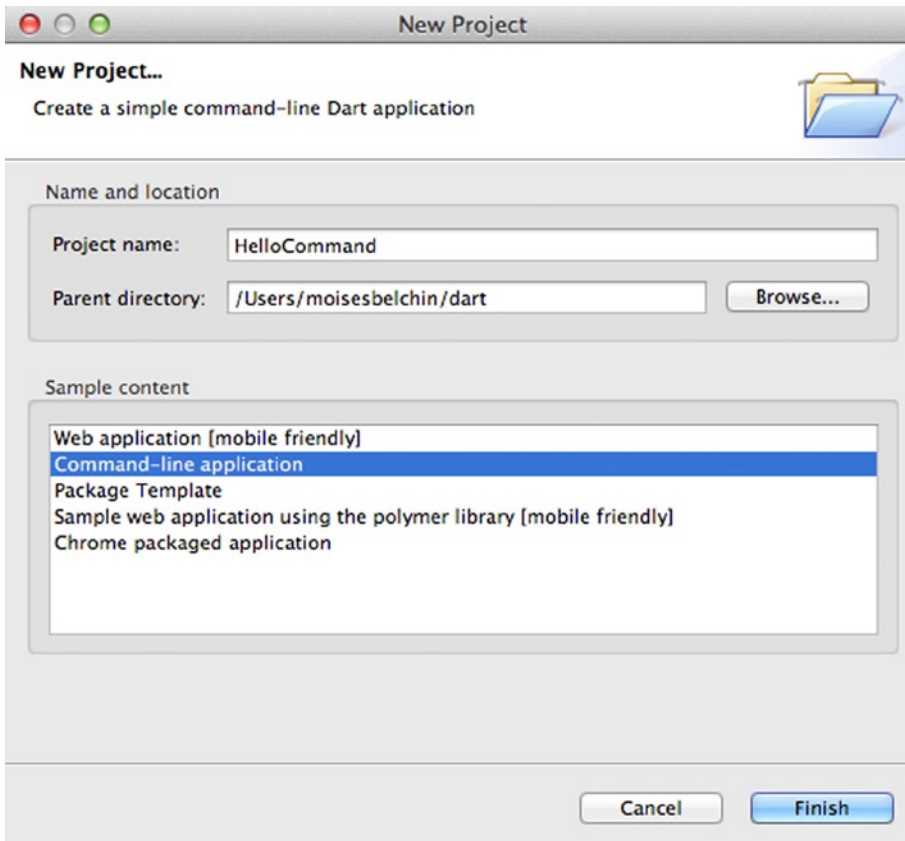 New Project
New Project...
Create a simple command-line Dart application
Name and location
Project name: HelloCommand
Parent directory: /Users/moisesbelchin/dart Browse...
Sample content
Web application [mobile friendly]
Command-line application
Package Template
Sample web application using the polymer library [mobile friendly]
Chrome packaged application
Cancel Finish